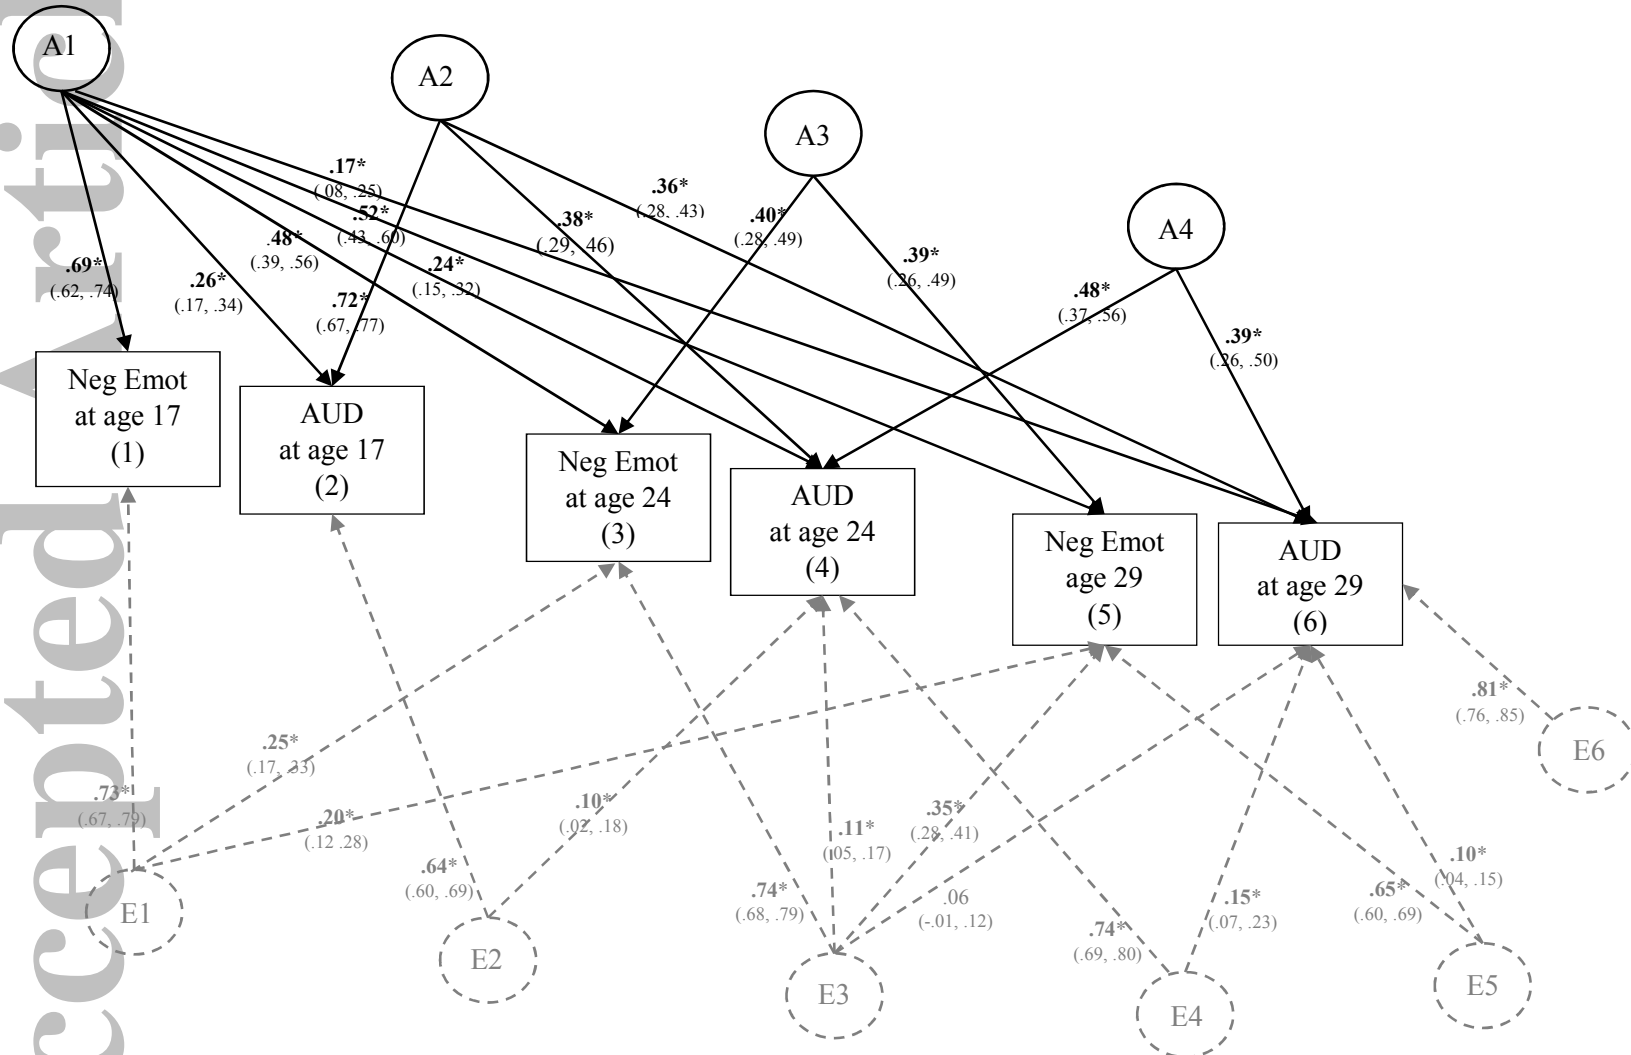 A1
A2
A3
A4
.17*
(.08, .25)
.36*
(.28, .43)
.52*
(.43, .60)
.38*
(.29, .46)
.40*
(.28, .49)
.48*
(.39, .56)
.24*
(.15, .32)
.39*
(.26, .49)
.69*
(.62, .74)
.26*
(.17, .34)
.72*
(.67, .77)
.48*
(.37, .56)
.39*
(.26, .50)
Neg Emot
at age 17
(1)
AUD
at age 17
(2)
Neg Emot
at age 24
(3)
AUD
at age 24
(4)
Neg Emot
age 29
(5)
AUD
at age 29
(6)
.81*
(.76, .85)
.25*
(.17, .33)
.73*
(.67, .79)
.20*
(.12 .28)
.10*
(.02, .18)
.11*
(.05, .17)
.35*
(.28, .41)
.64*
(.60, .69)
.74*
(.68, .79)
.06
(-.01, .12)
.74*
(.69, .80)
.15*
(.07, .23)
.65*
(.60, .69)
.10*
(.04, .15)
E1
E2
E3
E4
E5
E6
ccepted Articl